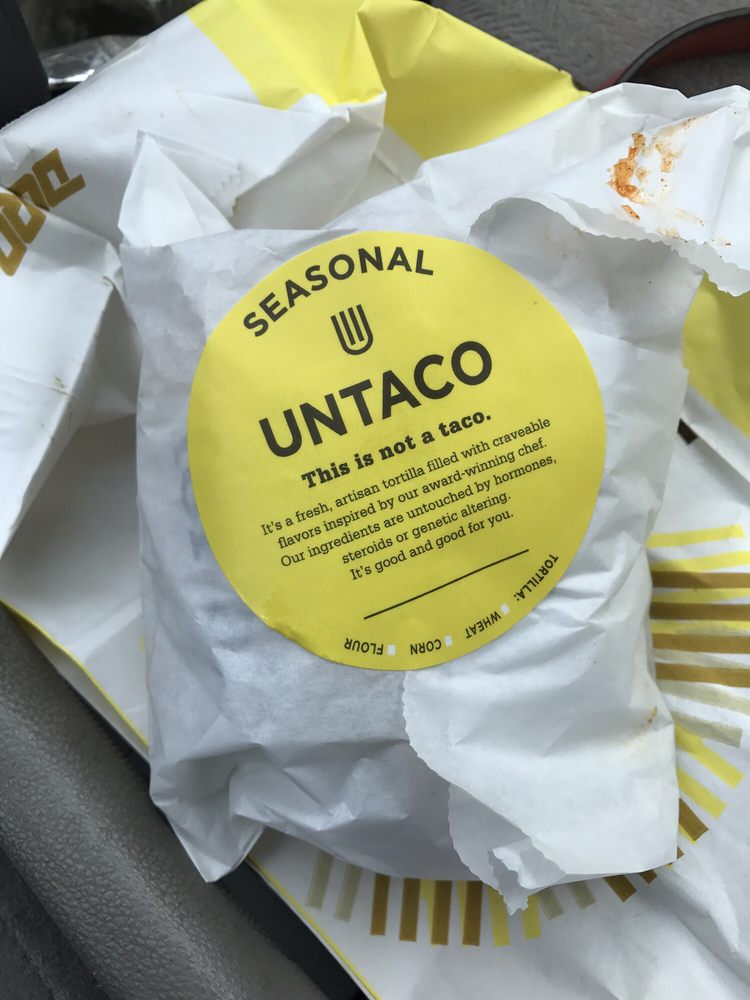 SEASONAL
UNTACO
This is not a taco.
It's a fresh, artisan tortilla filled with craveable
flavors inspired by our award-winning chef.
Our ingredients are untouched by hormones,
steroids or genetic altering.
It's good and good for you.
TORTILLA: WHEAT CORN FLOUR